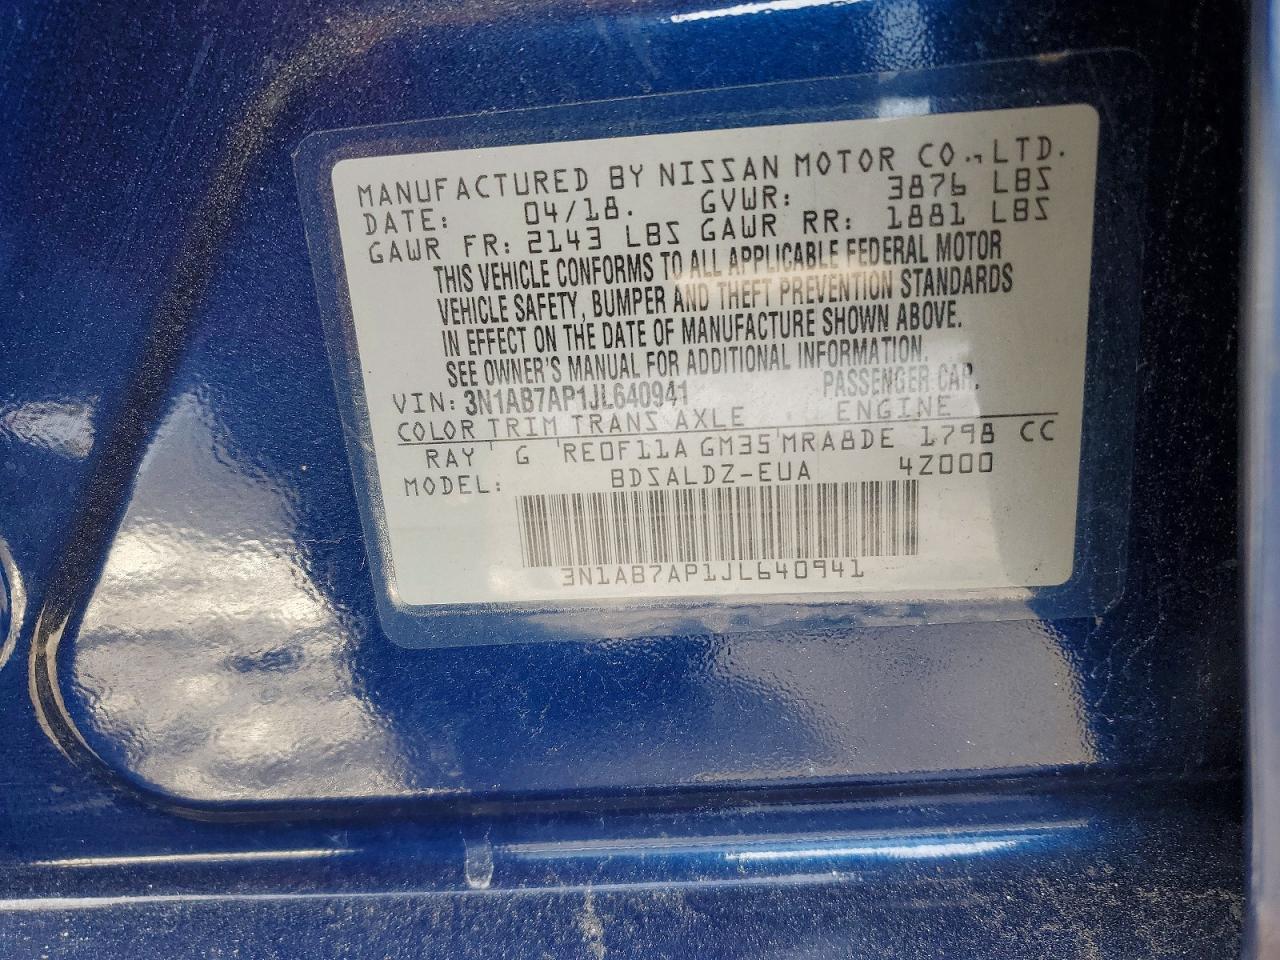 MANUFACTURED BY NISSAN MOTOR CO., LTD.
DATE: 04/18. GVWR: 3876 LBS
GAWR FR: 2143 LBS GAWR RR: 1881 LBS
THIS VEHICLE CONFORMS TO ALL APPLICABLE FEDERAL MOTOR
VEHICLE SAFETY, BUMPER AND THEFT PREVENTION STANDARDS
IN EFFECT ON THE DATE OF MANUFACTURE SHOWN ABOVE.
SEE OWNER'S MANUAL FOR ADDITIONAL INFORMATION.
VIN: 3N1AB7AP1JL640941 PASSENGER CAR.
COLOR TRIM TRANS AXLE ENGINE
RAY G RE0F11A GM35 MRA8DE 1798 CC
MODEL: BDSALDZ-EUA 4Z000
3N1AB7AP1JL640941